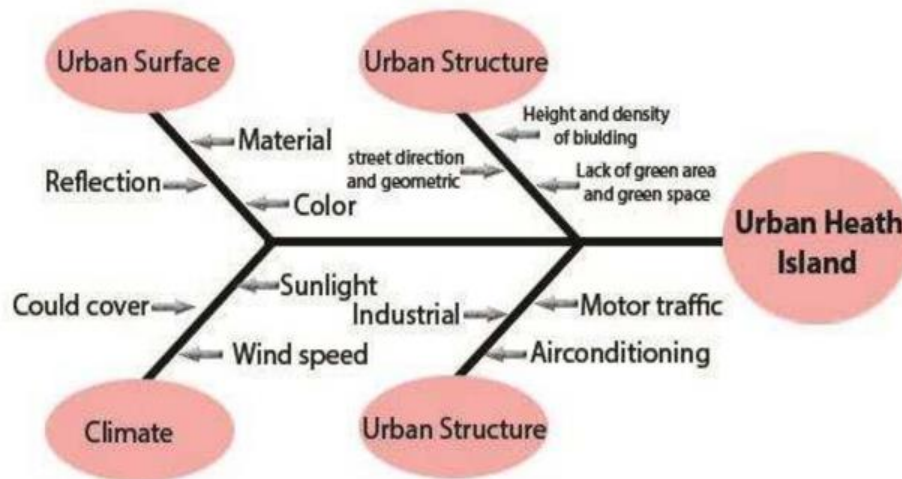 Urban Surface
Urban Structure
Material
Reflection
Color
Height and density
of biulding
street direction
and geometric
Lack of green area
and green space
Urban Heath
Island
Sunlight
Could cover
Wind speed
Industrial
Motor traffic
Airconditioning
Climate
Urban Structure